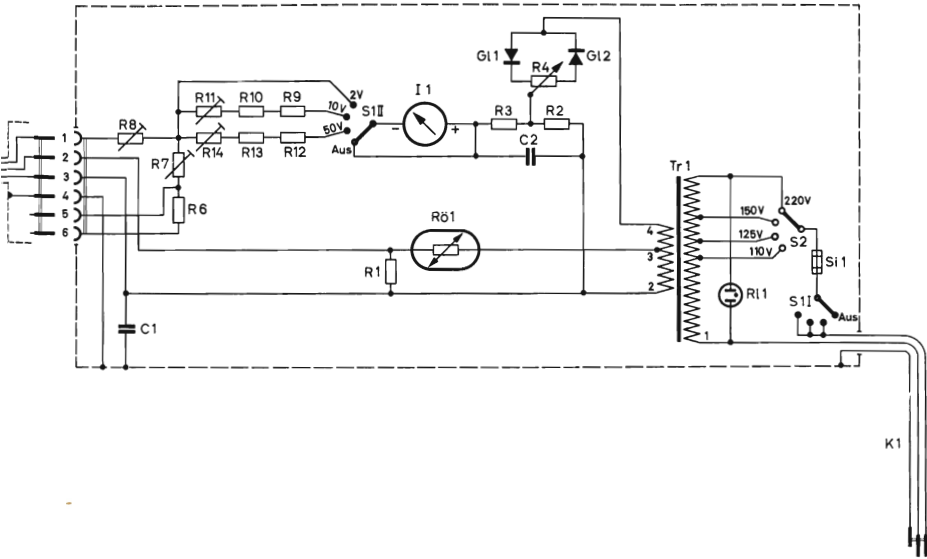 Gl1
Gl2
R4
2V
R11
R10
R9
10V
S1II
I1
R3
R2
50V
- +
1
R8
R14
R13
R12
Aus
C2
2
R7
3
4
5
R6
6
Tr1
220V
150V
Rö1
4
125V
S2
3
110V
R1
Si1
2
Rl1
S1I
Aus
C1
1
K1